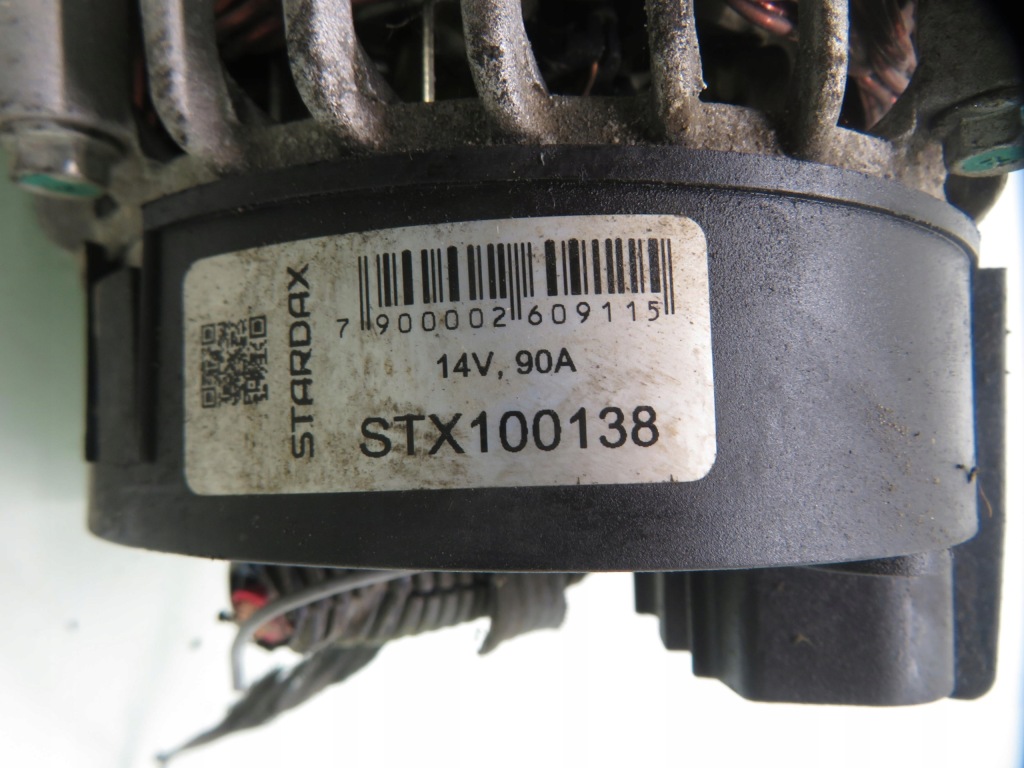 STARDAX
7 900002 609115
14V, 90A
STX100138